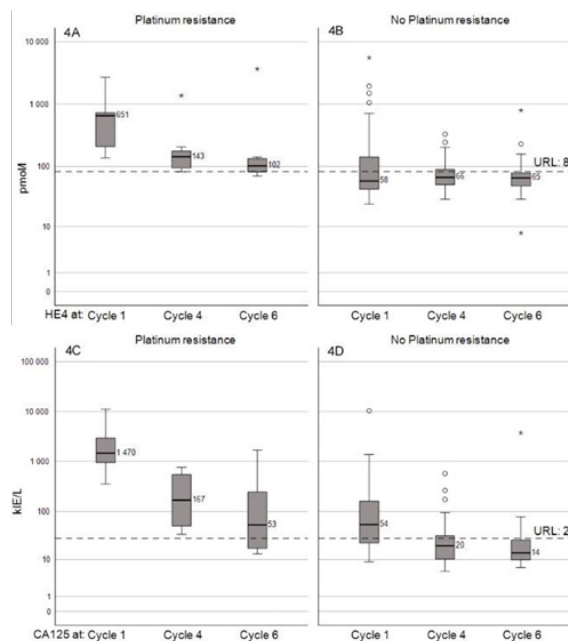 Platinum resistance
No Platinum resistance
4A
4B
10 000
1 000
100
10
1
0
pmol/l
651
143
102
58
66
65
URL: 8
HE4 at: Cycle 1 Cycle 4 Cycle 6 Cycle 1 Cycle 4 Cycle 6
Platinum resistance
No Platinum resistance
4C
4D
100 000
10 000
1 000
100
10
1
0
kIE/L
1 470
167
53
54
20
14
URL: 2
CA125 at: Cycle 1 Cycle 4 Cycle 6 Cycle 1 Cycle 4 Cycle 6